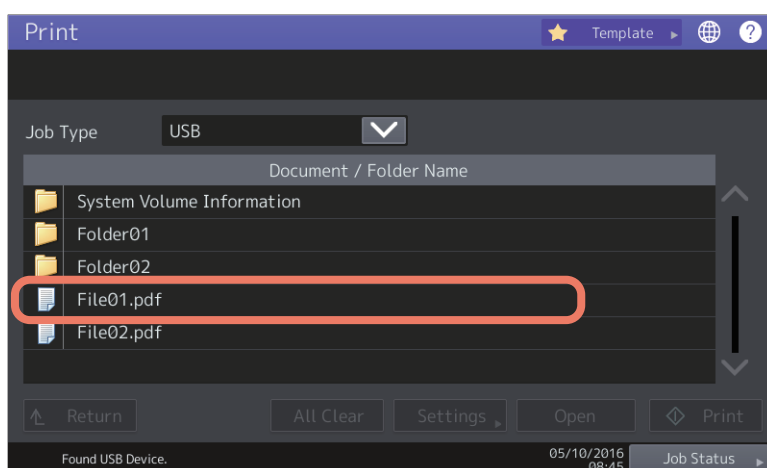 Print Template ?
Job Type USB
Document / Folder Name
System Volume Information
Folder01
Folder02
File01.pdf
File02.pdf
Return All Clear Settings Open Print
Found USB Device. 05/10/2016 Job Status
08:45